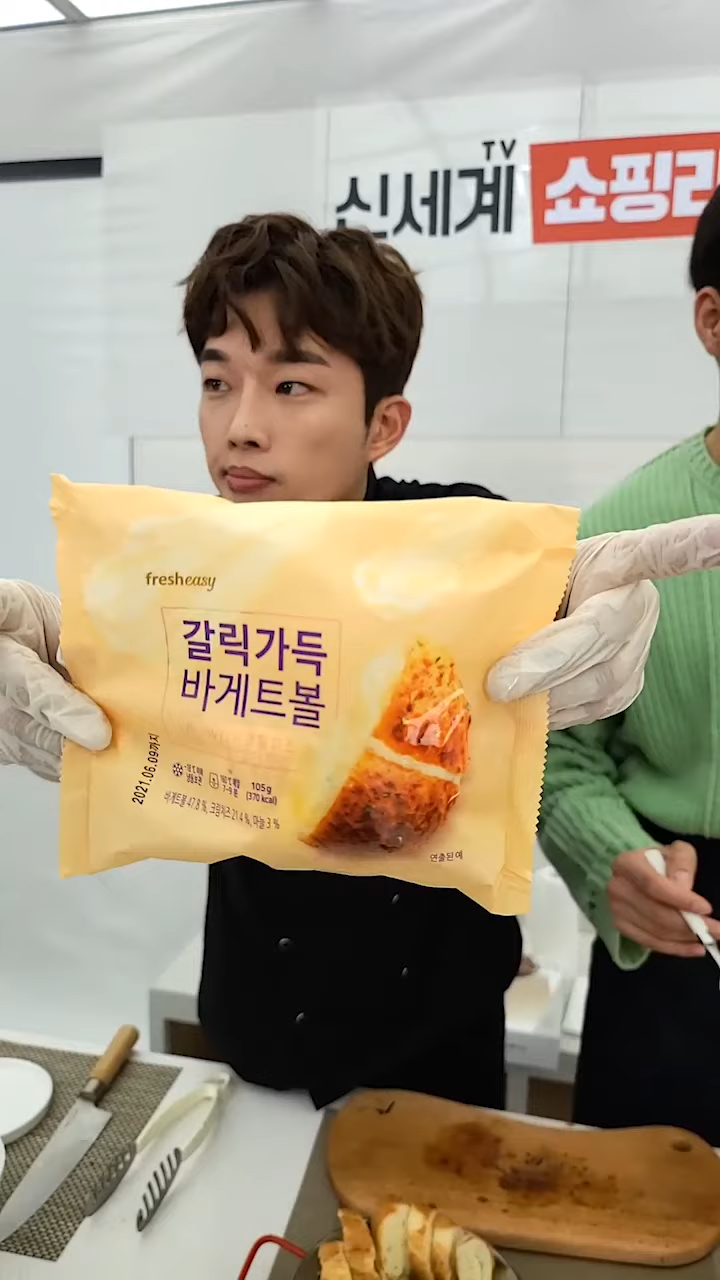 TV
신세계 쇼핑라
fresheasy
갈릭가득
바게트볼
2021.06.09까지
105g
(370 kcal)
바게트볼 47.8 %, 크림치즈 21.4 %, 마늘 3 %
연출된 예